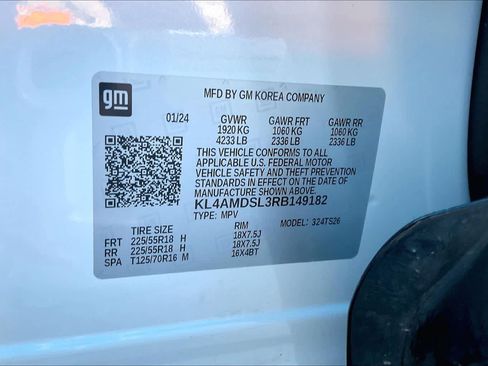 gm
MFD BY GM KOREA COMPANY
01/24 GVWR GAWR FRT GAWR RR
1920 KG 1060 KG 1060 KG
4233 LB 2336 LB 2336 LB
THIS VEHICLE CONFORMS TO ALL
APPLICABLE U.S. FEDERAL MOTOR
VEHICLE SAFETY AND THEFT
PREVENTION STANDARDS IN EFFECT
ON THE DATE OF MANUFACTURE
SHOWN ABOVE.
KL4AMDSL3RB149182
TYPE: MPV MODEL: 324TS26
TIRE SIZE RIM
FRT 225/55R18 H 18X7.5J
RR 225/55R18 H 18X7.5J
SPA T125/70R16 M 16X4BT